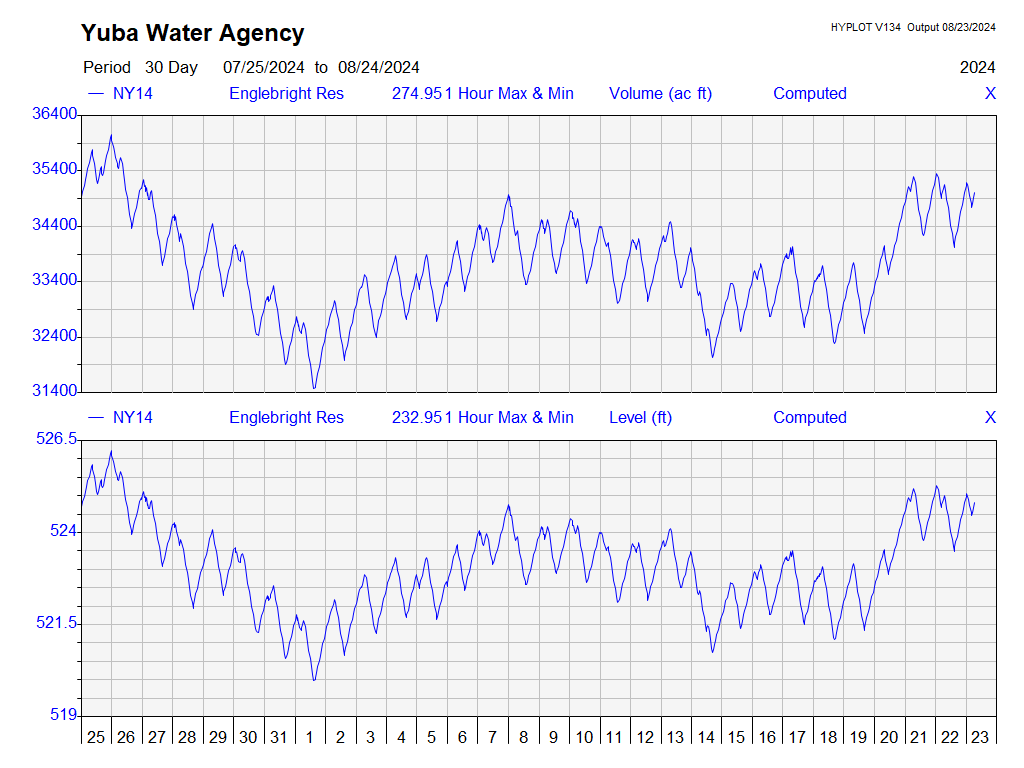 Yuba Water Agency
HYPLOT V134 Output 08/23/2024
Period 30 Day 07/25/2024 to 08/24/2024
2024
— NY14 Englebright Res 274.951 Hour Max & Min Volume (ac ft) Computed X
36400
35400
34400
33400
32400
31400
— NY14 Englebright Res 232.951 Hour Max & Min Level (ft) Computed X
526.5
524
521.5
519
25 26 27 28 29 30 31 1 2 3 4 5 6 7 8 9 10 11 12 13 14 15 16 17 18 19 20 21 22 23